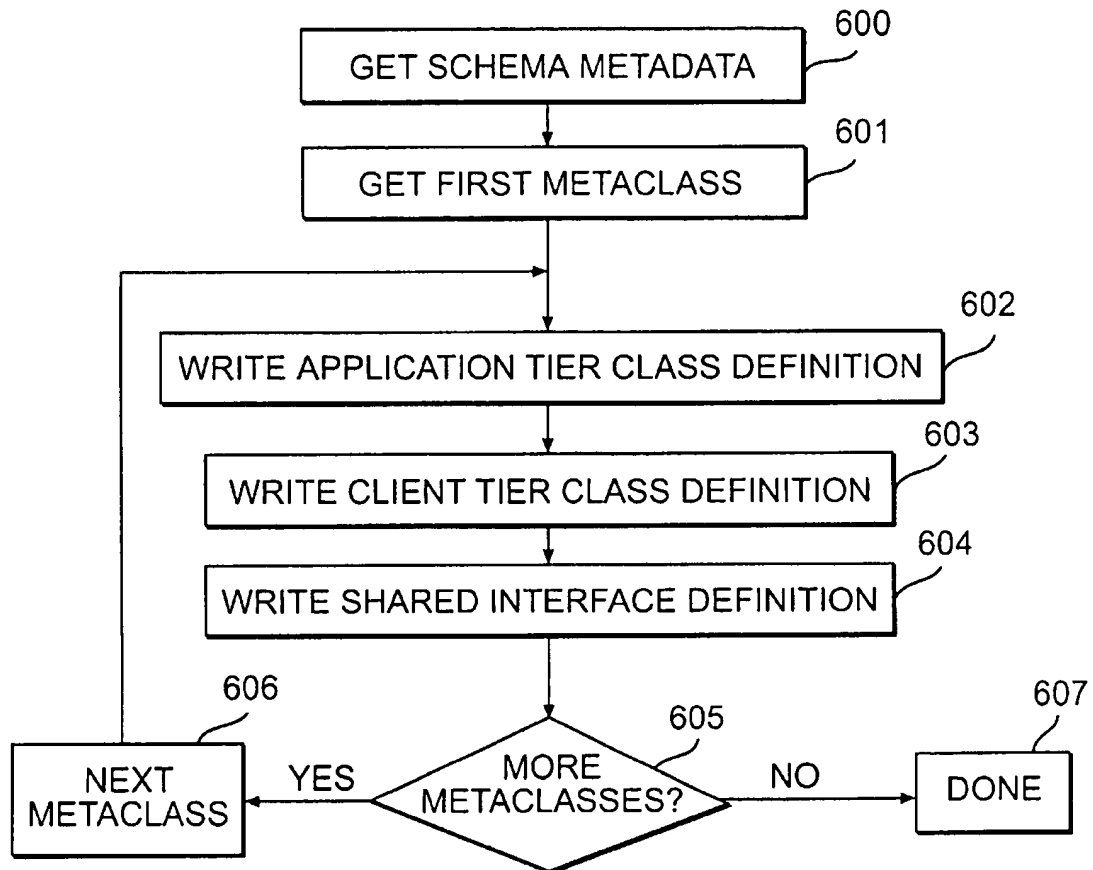 600
GET SCHEMA METADATA
601
GET FIRST METACLASS
602
WRITE APPLICATION TIER CLASS DEFINITION
603
WRITE CLIENT TIER CLASS DEFINITION
604
WRITE SHARED INTERFACE DEFINITION
606
605
607
NEXT
METACLASS
YES
MORE
METACLASSES?
NO
DONE